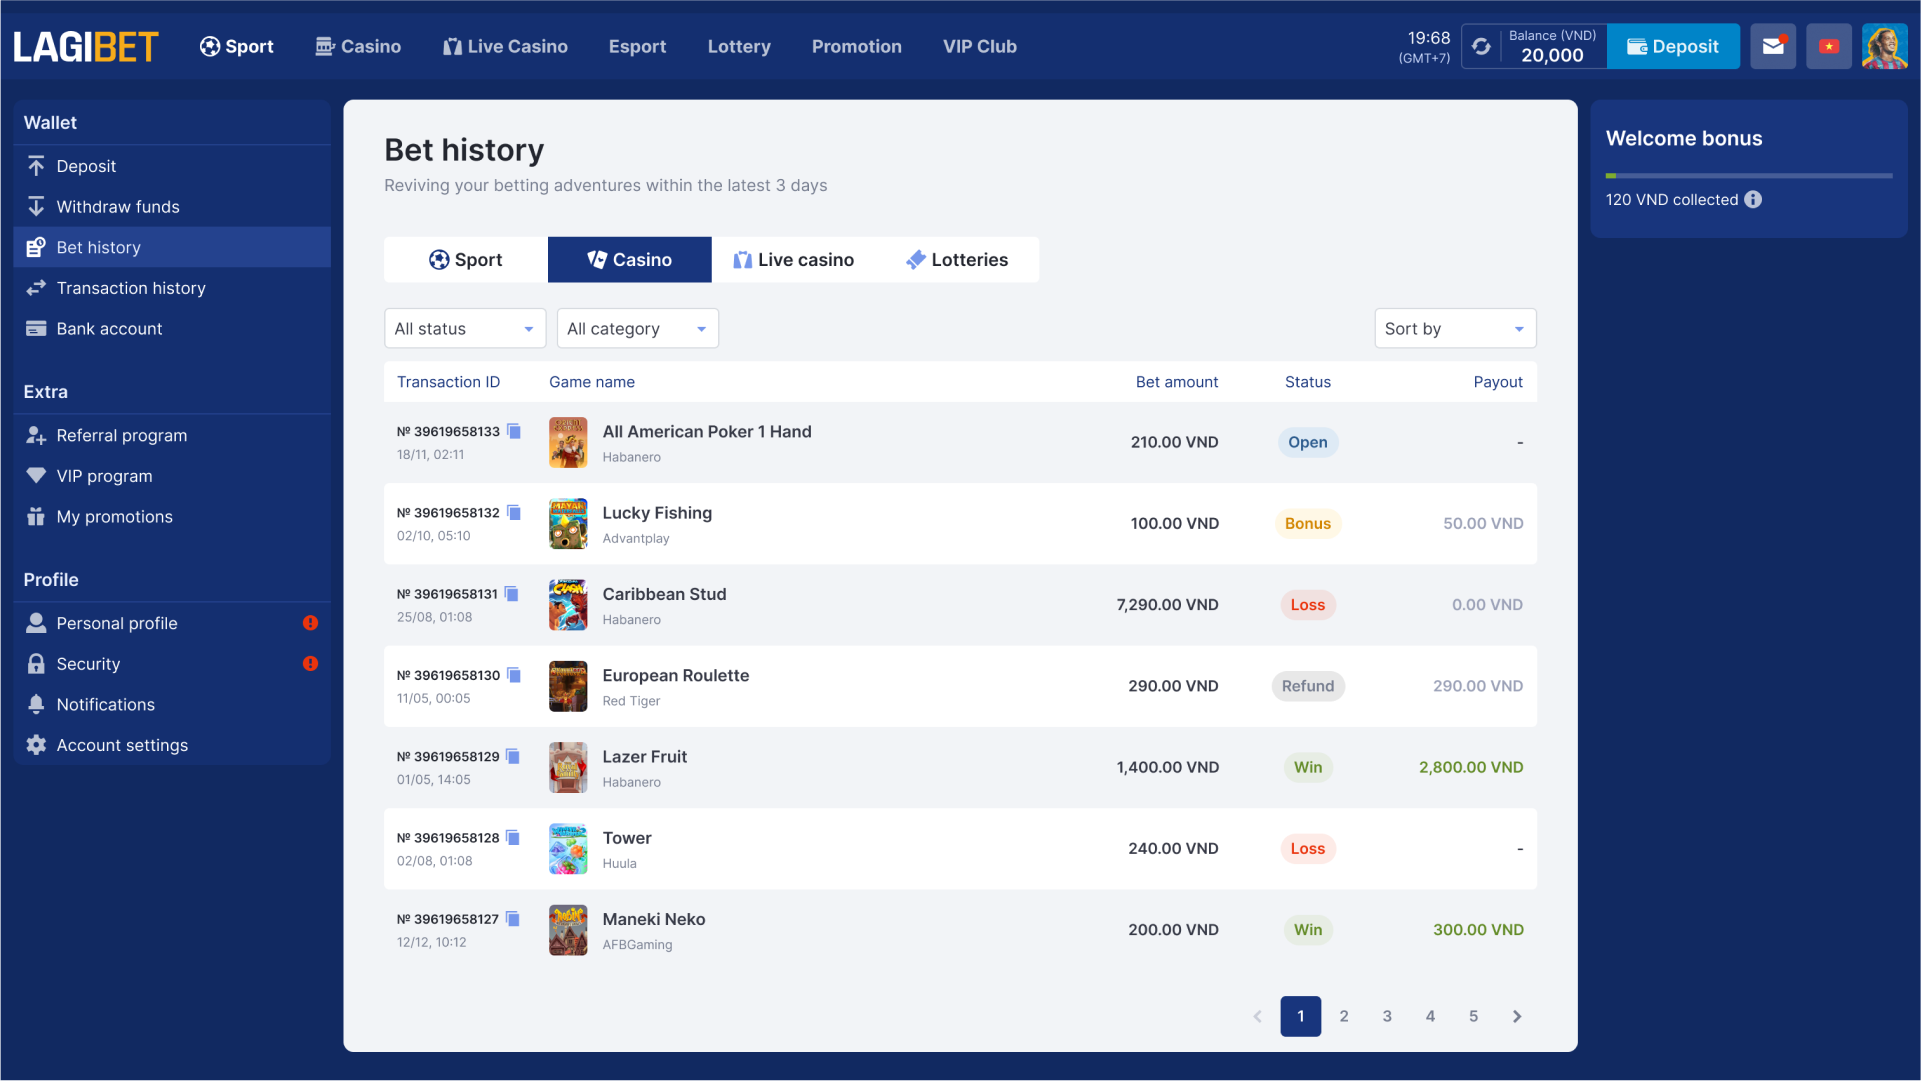 LAGIBET
Sport
Casino
Live Casino
Esport
Lottery
Promotion
VIP Club
19:68
(GMT+7)
Balance (VND)
20,000
Deposit
Wallet
Deposit
Withdraw funds
Bet history
Transaction history
Bank account
Extra
Referral program
VIP program
My promotions
Profile
Personal profile
Security
Notifications
Account settings
Bet history
Reviving your betting adventures within the latest 3 days
Sport
Casino
Live casino
Lotteries
All status
All category
Sort by
Transaction ID
Game name
Bet amount
Status
Payout
№ 39619658133
18/11, 02:11
All American Poker 1 Hand
Habanero
210.00 VND
Open
-
№ 39619658132
02/10, 05:10
Lucky Fishing
Advantplay
100.00 VND
Bonus
50.00 VND
№ 39619658131
25/08, 01:08
Caribbean Stud
Habanero
7,290.00 VND
Loss
0.00 VND
№ 39619658130
11/05, 00:05
European Roulette
Red Tiger
290.00 VND
Refund
290.00 VND
№ 39619658129
01/05, 14:05
Lazer Fruit
Habanero
1,400.00 VND
Win
2,800.00 VND
№ 39619658128
02/08, 01:08
Tower
Huula
240.00 VND
Loss
-
№ 39619658127
12/12, 10:12
Maneki Neko
AFBGaming
200.00 VND
Win
300.00 VND
1
2
3
4
5
Welcome bonus
120 VND collected